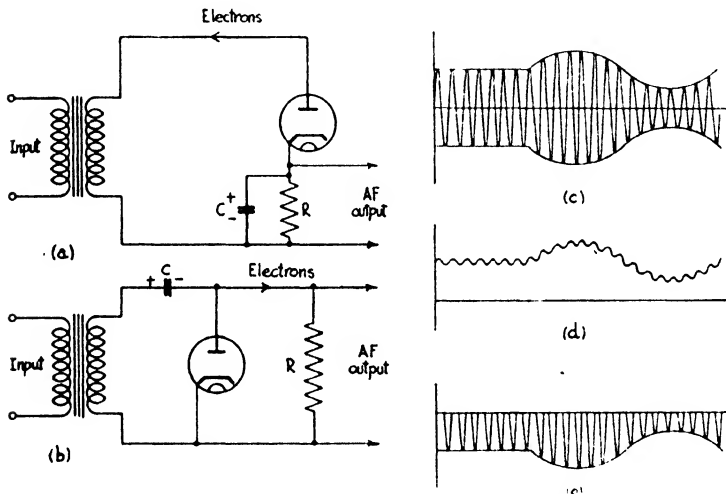 Electrons
Input
C
+
-
R
AF
output
(a)
(c)
+ C -
Electrons
Input
R
AF
output
(b)
(d)